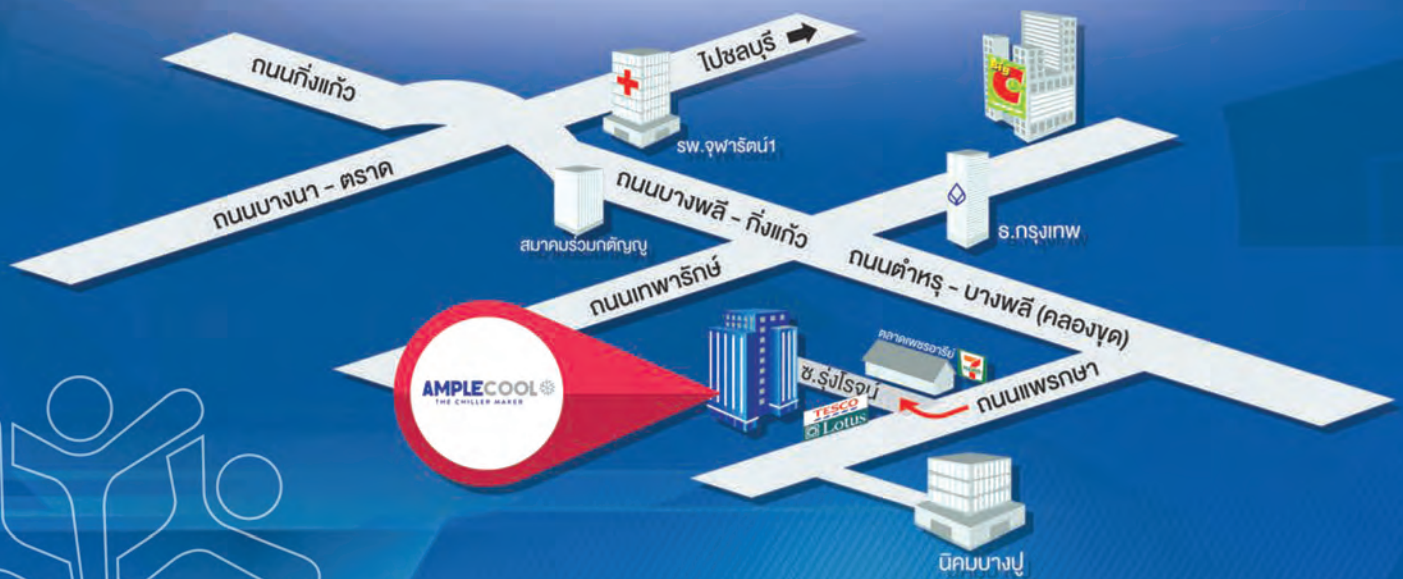 ไปชลบุรี
ถนนกิ่งแก้ว
Big
C
รพ.จุฬารัตน์1
ถนนบางนา - ตราด
ถนนบางพลี - กิ่งแก้ว
สมาคมร่วมกตัญญู
ธ.กรุงเทพ
ถนนเทพารักษ์
ถนนตำหรุ - บางพลี (คลองขุด)
ตลาดเพชรอารีย์
AMPLECOOL
THE CHILLER MAKER
ซ.รุ่งโรจน์
ถนนแพรกษา
TESCO
Lotus
นิคมบางปู